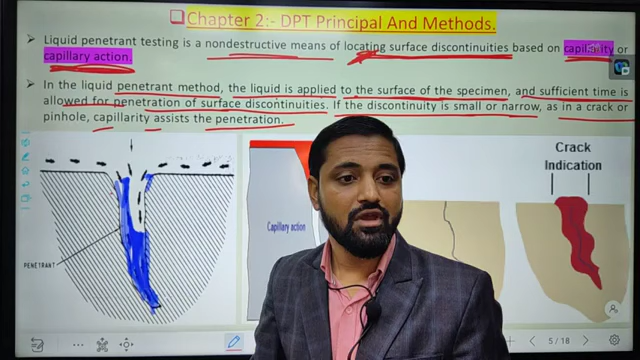 Chapter 2:- DPT Principal And Methods.
Liquid penetrant testing is a nondestructive means of locating surface discontinuities based on capillarity or
capillary action.
In the liquid penetrant method, the liquid is applied to the surface of the specimen, and sufficient time is
allowed for penetration of surface discontinuities. If the discontinuity is small or narrow, as in a crack or
pinhole, capillarity assists the penetration.
Crack
Indication
Capillary action
PENETRANT
5 / 18